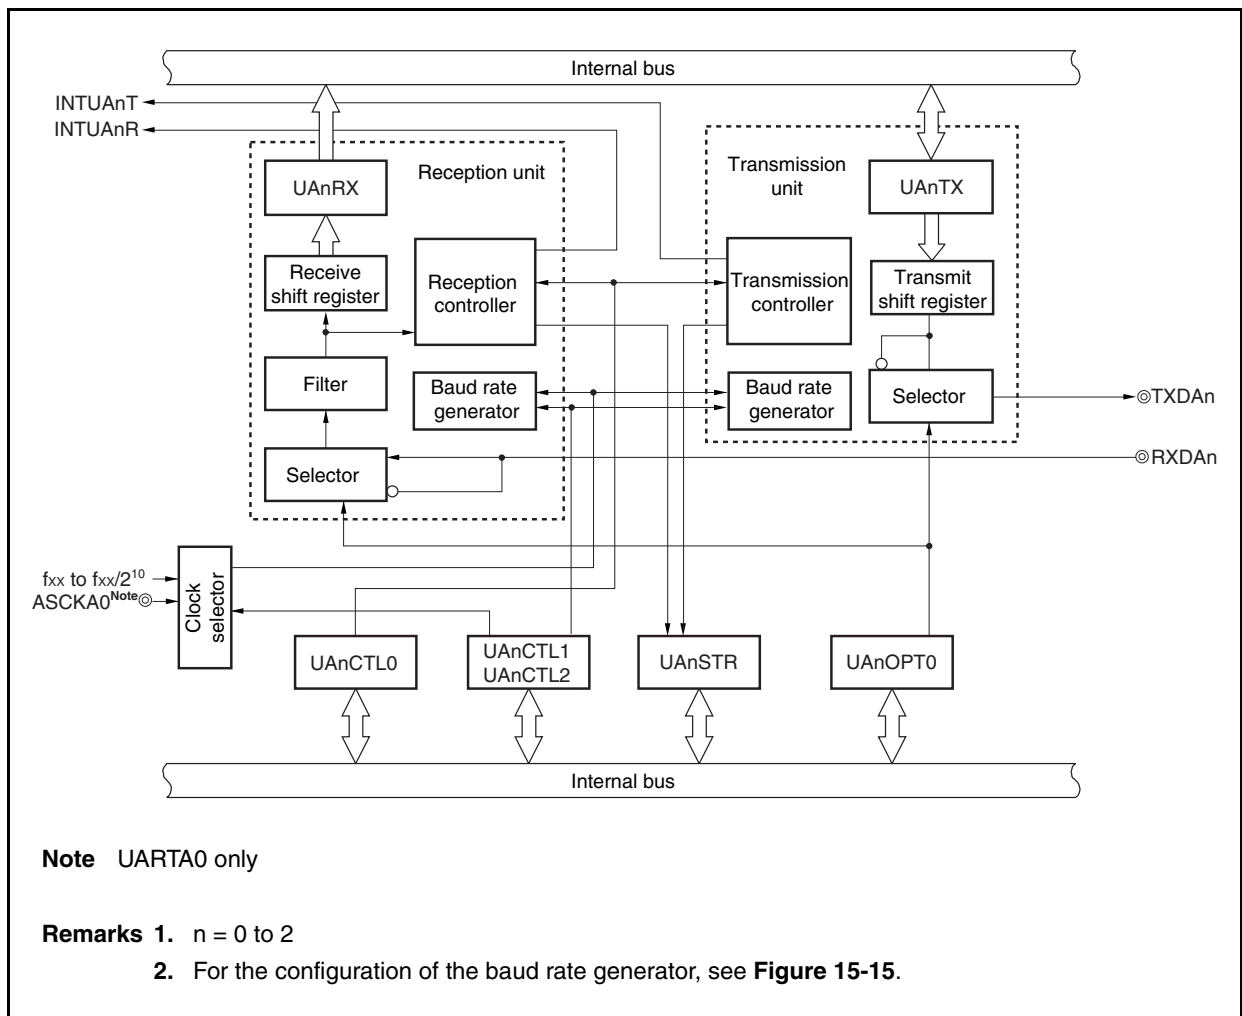 Internal bus
INTUAnT
INTUAnR
Reception unit
Transmission
unit
UAnRX
UAnTX
Receive
shift register
Reception
controller
Transmission
controller
Transmit
shift register
Filter
Baud rate
generator
Baud rate
generator
Selector
TXDAn
Selector
RXDAn
fxx to fxx/2¹⁰
ASCKA0Note
Clock
selector
UAnCTL0
UAnCTL1
UAnCTL2
UAnSTR
UAnOPT0
Internal bus
Note UARTA0 only
Remarks 1. n = 0 to 2
2. For the configuration of the baud rate generator, see Figure 15-15.